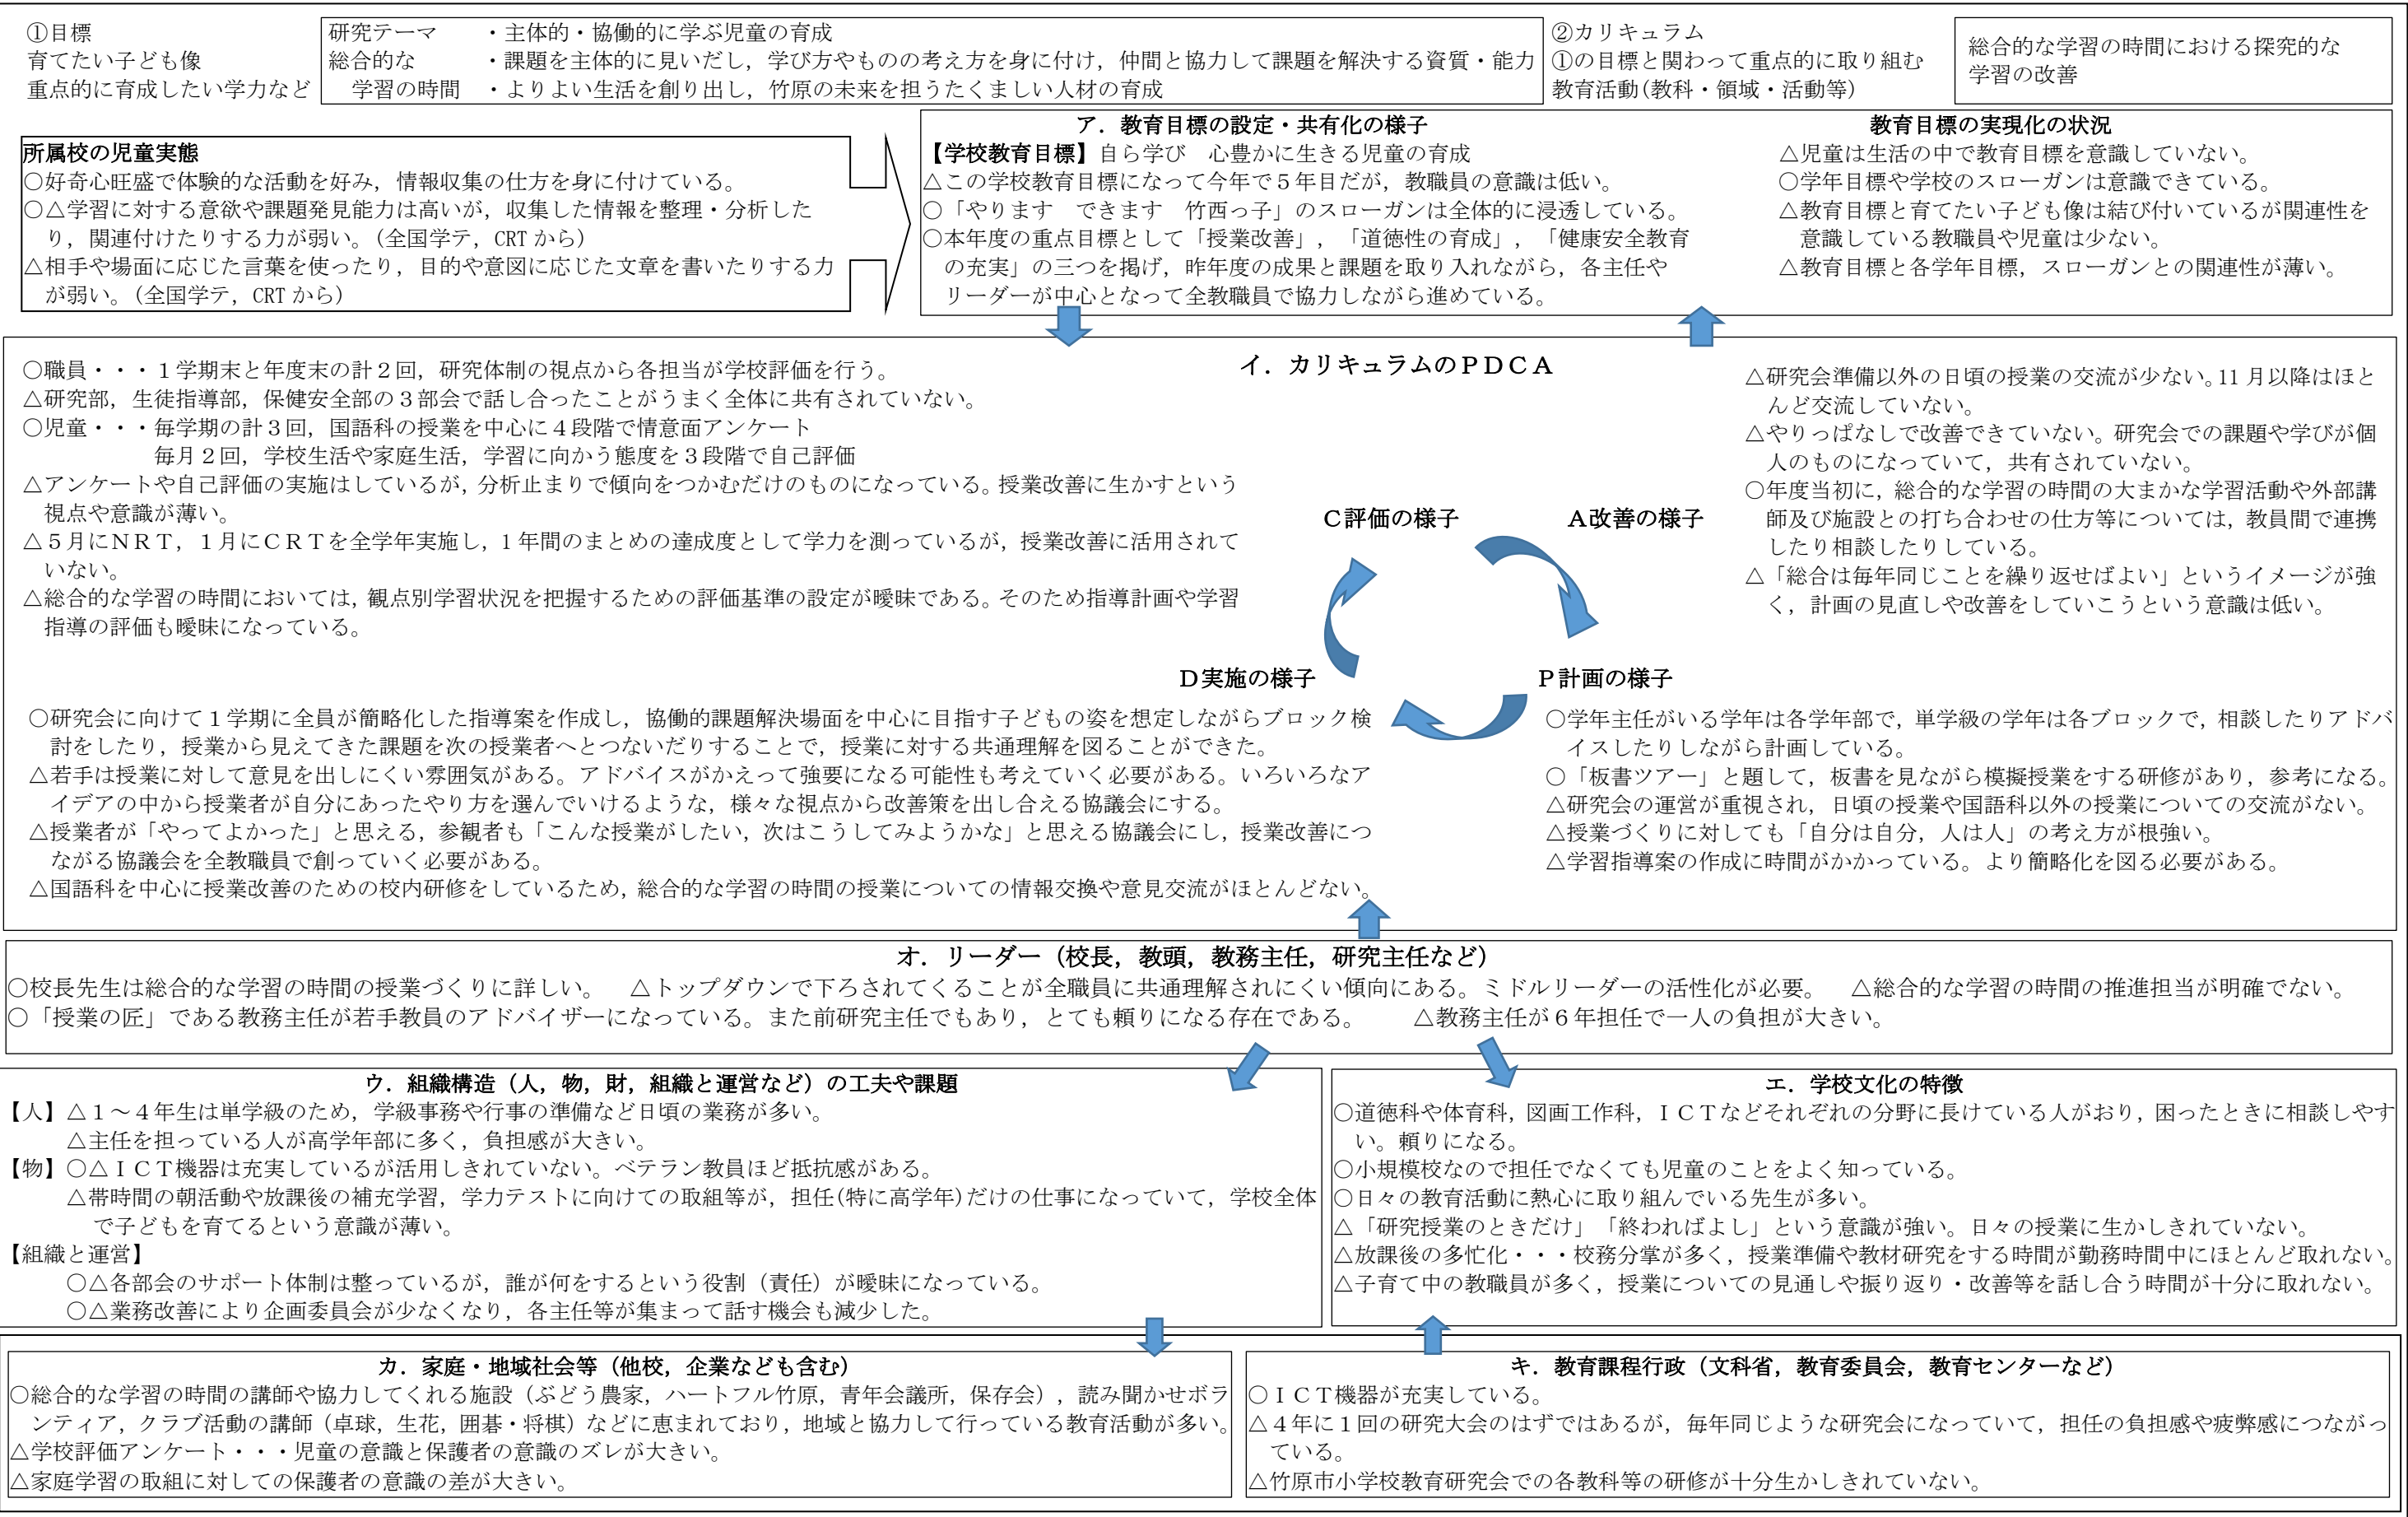 ①目標
育てたい子ども像
重点的に育成したい学力など
研究テーマ　　・主体的・協働的に学ぶ児童の育成
総合的な　　　・課題を主体的に見いだし，学び方やものの考え方を身に付け，仲間と協力して課題を解決する資質・能力
　学習の時間　・よりよい生活を創り出し，竹原の未来を担うたくましい人材の育成
②カリキュラム
①の目標と関わって重点的に取り組む
教育活動(教科・領域・活動等)
総合的な学習の時間における探究的な
学習の改善
所属校の児童実態
○好奇心旺盛で体験的な活動を好み，情報収集の仕方を身に付けている。
○△学習に対する意欲や課題発見能力は高いが，収集した情報を整理・分析した
り，関連付けたりする力が弱い。(全国学テ，CRTから)
△相手や場面に応じた言葉を使ったり，目的や意図に応じた文章を書いたりする力
が弱い。(全国学テ，CRTから)
ア．教育目標の設定・共有化の様子
【学校教育目標】自ら学び　心豊かに生きる児童の育成
△この学校教育目標になって今年で５年目だが，教職員の意識は低い。
○「やります　できます　竹西っ子」のスローガンは全体的に浸透している。
○本年度の重点目標として「授業改善」，「道徳性の育成」，「健康安全教育
の充実」の三つを掲げ，昨年度の成果と課題を取り入れながら，各主任や
リーダーが中心となって全教職員で協力しながら進めている。
教育目標の実現化の状況
△児童は生活の中で教育目標を意識していない。
○学年目標や学校のスローガンは意識できている。
△教育目標と育てたい子ども像は結び付いているが関連性を
意識している教職員や児童は少ない。
△教育目標と各学年目標，スローガンとの関連性が薄い。
イ．カリキュラムのＰＤＣＡ
○職員・・・１学期末と年度末の計２回，研究体制の視点から各担当が学校評価を行う。
△研究部，生徒指導部，保健安全部の３部会で話し合ったことがうまく全体に共有されていない。
○児童・・・毎学期の計３回，国語科の授業を中心に４段階で情意面アンケート
毎月２回，学校生活や家庭生活，学習に向かう態度を３段階で自己評価
△アンケートや自己評価の実施はしているが，分析止まりで傾向をつかむだけのものになっている。授業改善に生かすという
視点や意識が薄い。
△５月にＮＲＴ，１月にＣＲＴを全学年実施し，１年間のまとめの達成度として学力を測っているが，授業改善に活用されて
いない。
△総合的な学習の時間においては，観点別学習状況を把握するための評価基準の設定が曖昧である。そのため指導計画や学習
指導の評価も曖昧になっている。
Ｃ評価の様子
Ａ改善の様子
△研究会準備以外の日頃の授業の交流が少ない。11月以降はほと
んど交流していない。
△やりっぱなしで改善できていない。研究会での課題や学びが個
人のものになっていて，共有されていない。
○年度当初に，総合的な学習の時間の大まかな学習活動や外部講
師及び施設との打ち合わせの仕方等については，教員間で連携
したり相談したりしている。
△「総合は毎年同じことを繰り返せばよい」というイメージが強
く，計画の見直しや改善をしていこうという意識は低い。
Ｄ実施の様子
Ｐ計画の様子
○研究会に向けて１学期に全員が簡略化した指導案を作成し，協働的課題解決場面を中心に目指す子どもの姿を想定しながらブロック検
討をしたり，授業から見えてきた課題を次の授業者へとつないだりすることで，授業に対する共通理解を図ることができた。
△若手は授業に対して意見を出しにくい雰囲気がある。アドバイスがかえって強要になる可能性も考えていく必要がある。いろいろなア
イデアの中から授業者が自分にあったやり方を選んでいけるような，様々な視点から改善策を出し合える協議会にする。
△授業者が「やってよかった」と思える，参観者も「こんな授業がしたい，次はこうしてみようかな」と思える協議会にし，授業改善につ
ながる協議会を全教職員で創っていく必要がある。
△国語科を中心に授業改善のための校内研修をしているため，総合的な学習の時間の授業についての情報交換や意見交流がほとんどない。
○学年主任がいる学年は各学年部で，単学級の学年は各ブロックで，相談したりアドバ
イスしたりしながら計画している。
○「板書ツアー」と題して，板書を見ながら模擬授業をする研修があり，参考になる。
△研究会の運営が重視され，日頃の授業や国語科以外の授業についての交流がない。
△授業づくりに対しても「自分は自分，人は人」の考え方が根強い。
△学習指導案の作成に時間がかかっている。より簡略化を図る必要がある。
オ．リーダー（校長，教頭，教務主任，研究主任など）
○校長先生は総合的な学習の時間の授業づくりに詳しい。　△トップダウンで下ろされてくることが全職員に共通理解されにくい傾向にある。ミドルリーダーの活性化が必要。　△総合的な学習の時間の推進担当が明確でない。
○「授業の匠」である教務主任が若手教員のアドバイザーになっている。また前研究主任でもあり，とても頼りになる存在である。　　△教務主任が６年担任で一人の負担が大きい。
ウ．組織構造（人，物，財，組織と運営など）の工夫や課題
【人】△１～４年生は単学級のため，学級事務や行事の準備など日頃の業務が多い。
△主任を担っている人が高学年部に多く，負担感が大きい。
【物】○△ＩＣＴ機器は充実しているが活用しきれていない。ベテラン教員ほど抵抗感がある。
△帯時間の朝活動や放課後の補充学習，学力テストに向けての取組等が，担任(特に高学年)だけの仕事になっていて，学校全体
で子どもを育てるという意識が薄い。
【組織と運営】
○△各部会のサポート体制は整っているが，誰が何をするという役割（責任）が曖昧になっている。
○△業務改善により企画委員会が少なくなり，各主任等が集まって話す機会も減少した。
エ．学校文化の特徴
○道徳科や体育科，図画工作科，ＩＣＴなどそれぞれの分野に長けている人がおり，困ったときに相談しやす
い。頼りになる。
○小規模校なので担任でなくても児童のことをよく知っている。
○日々の教育活動に熱心に取り組んでいる先生が多い。
△「研究授業のときだけ」「終わればよし」という意識が強い。日々の授業に生かしきれていない。
△放課後の多忙化・・・校務分掌が多く，授業準備や教材研究をする時間が勤務時間中にほとんど取れない。
△子育て中の教職員が多く，授業についての見通しや振り返り・改善等を話し合う時間が十分に取れない。
カ．家庭・地域社会等（他校，企業なども含む）
○総合的な学習の時間の講師や協力してくれる施設（ぶどう農家，ハートフル竹原，青年会議所，保存会），読み聞かせボラ
ンティア，クラブ活動の講師（卓球，生花，囲碁・将棋）などに恵まれており，地域と協力して行っている教育活動が多い。
△学校評価アンケート・・・児童の意識と保護者の意識のズレが大きい。
△家庭学習の取組に対しての保護者の意識の差が大きい。
キ．教育課程行政（文科省，教育委員会，教育センターなど）
○ＩＣＴ機器が充実している。
△４年に１回の研究大会のはずではあるが，毎年同じような研究会になっていて，担任の負担感や疲弊感につながっ
ている。
△竹原市小学校教育研究会での各教科等の研修が十分生かしきれていない。